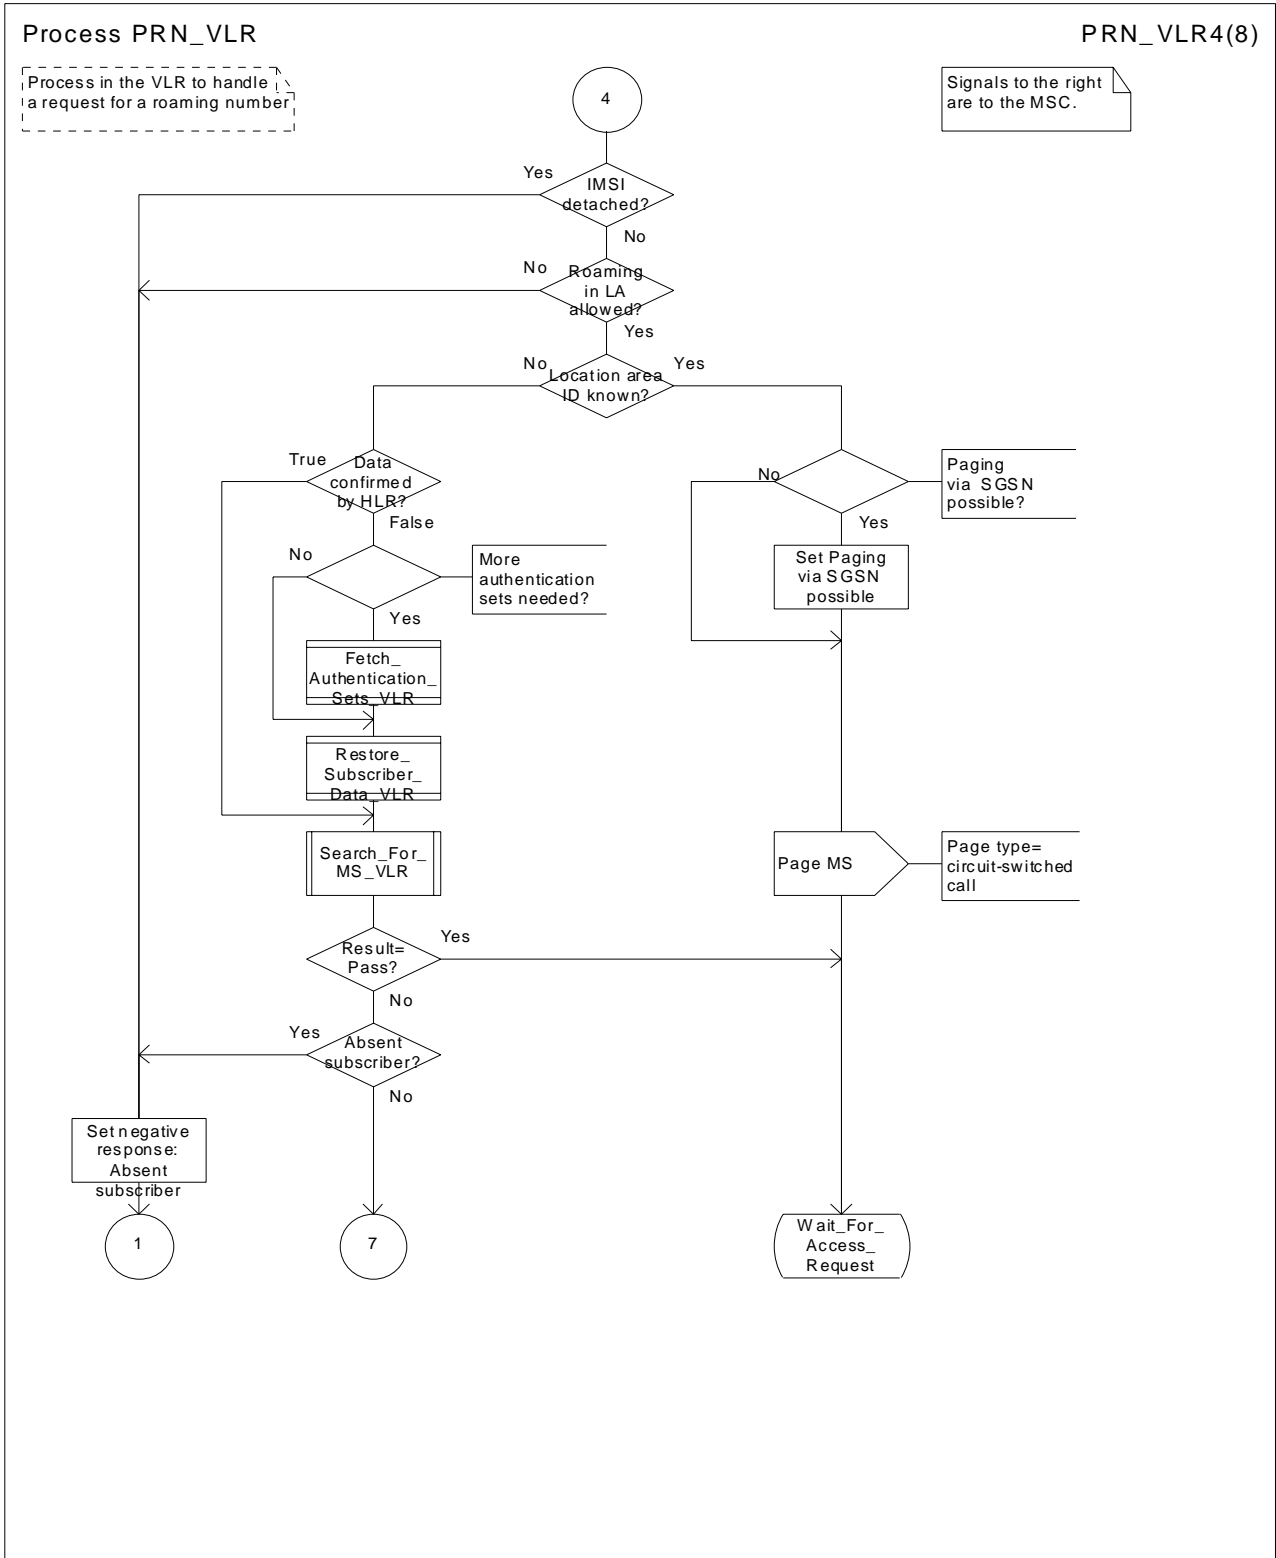 Process PRN_VLR
PRN_VLR4(8)
Process in the VLR to handle
a request for a roaming number
4
Signals to the right
are to the MSC.
Yes
IMSI
detached?
No
No
Roaming
in LA
allowed?
Yes
No
Location area
ID known?
Yes
True
Data
confirmed
by HLR?
False
No
Paging
via SGSN
possible?
Yes
No
More
authentication
sets needed?
Yes
Set Paging
via SGSN
possible
Fetch_
Authentication_
Sets_VLR
Restore_
Subscriber_
Data_VLR
Search_For_
MS_VLR
Page MS
Page type=
circuit-switched
call
Result=
Pass?
Yes
No
Yes
Absent
subscriber?
No
Set negative
response:
Absent
subscriber
1
7
Wait_For_
Access_
Request